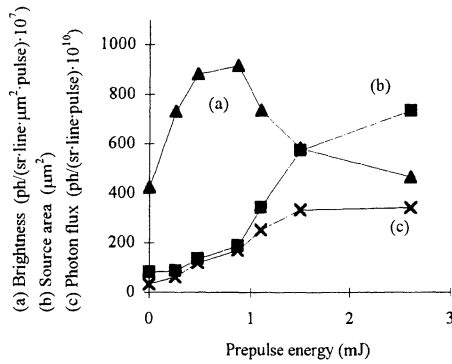 (a) Brightness (ph/(sr·line·μm²·pulse)·10⁷
(b) Source area (μm²)
(c) Photon flux (ph/(sr·line·pulse)·10¹⁰
1000
800
600
400
200
0
(a)
(b)
(c)
0
1
2
3
Prepulse energy (mJ)